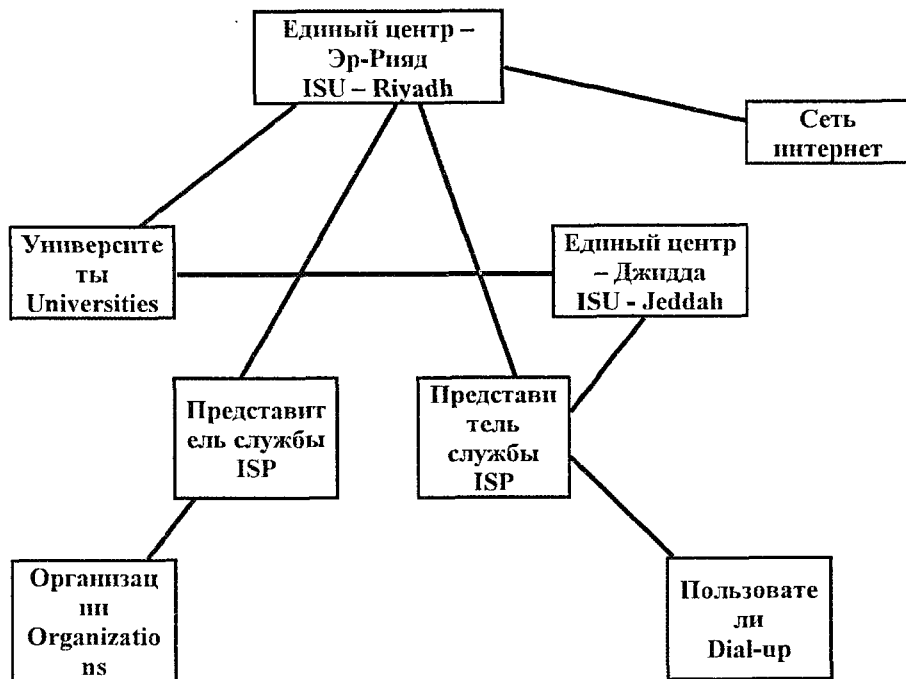 Единый центр –
Эр-Рияд
ISU – Riyadh
Сеть
интернет
Университе
ты
Universities
Единый центр
– Джидда
ISU - Jeddah
Представит
ель службы
ISP
Представи
тель
службы
ISP
Организац
ии
Organizatio
ns
Пользовате
ли
Dial-up